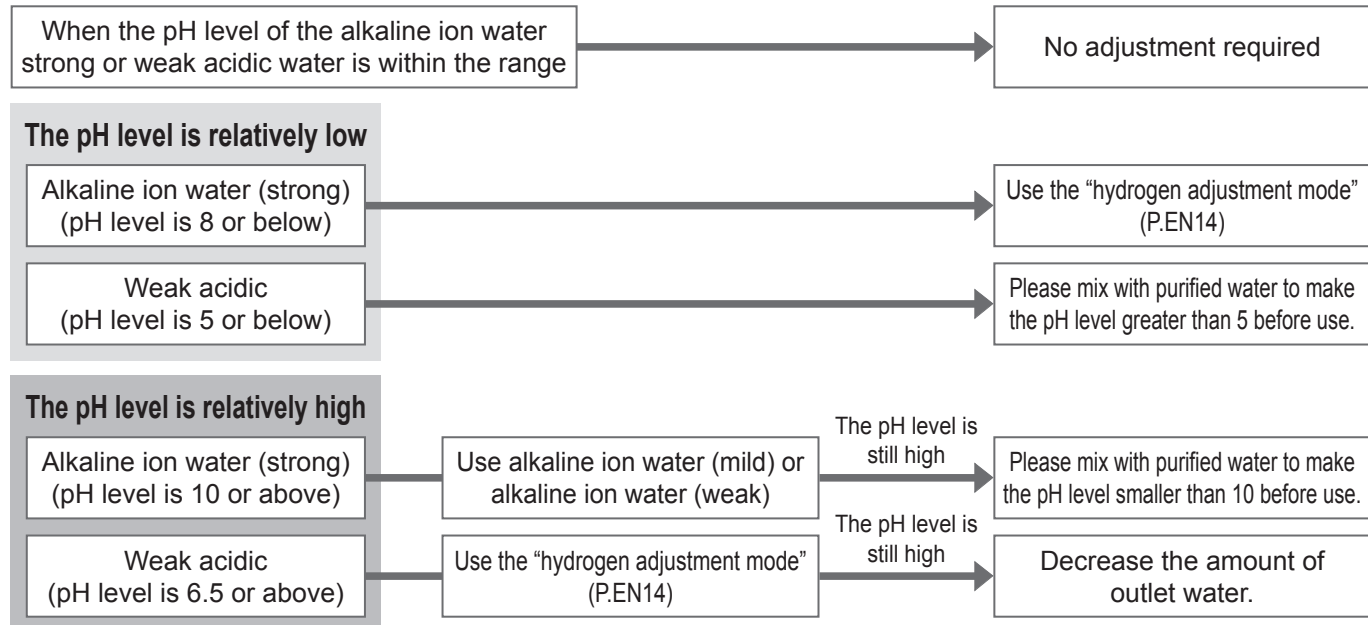 When the pH level of the alkaline ion water
strong or weak acidic water is within the range
No adjustment required
The pH level is relatively low
Alkaline ion water (strong)
(pH level is 8 or below)
Use the “hydrogen adjustment mode”
(P.EN14)
Weak acidic
(pH level is 5 or below)
Please mix with purified water to make
the pH level greater than 5 before use.
The pH level is relatively high
Alkaline ion water (strong)
(pH level is 10 or above)
Use alkaline ion water (mild) or
alkaline ion water (weak)
The pH level is
still high
Please mix with purified water to make
the pH level smaller than 10 before use.
Weak acidic
(pH level is 6.5 or above)
Use the “hydrogen adjustment mode”
(P.EN14)
The pH level is
still high
Decrease the amount of
outlet water.